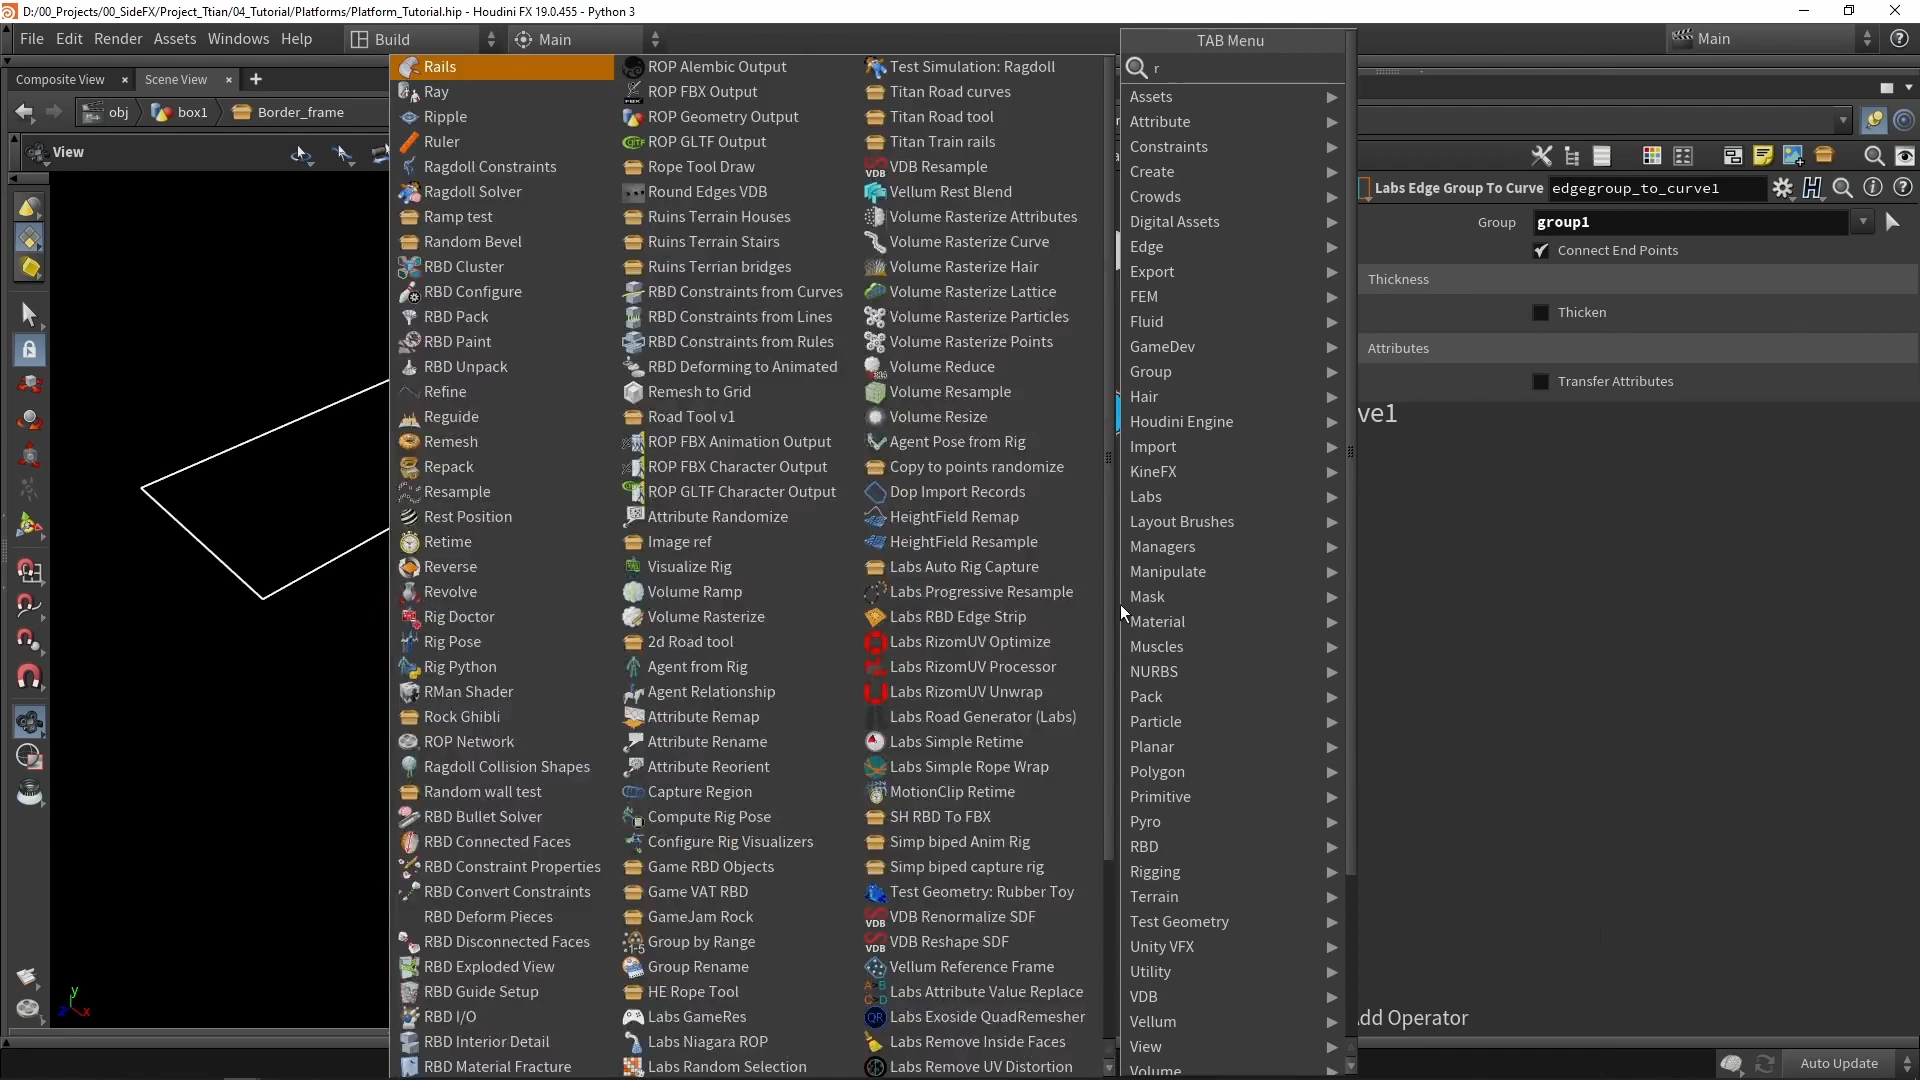 D:/00_Projects/00_SideFX/Project_Ttian/04_Tutorial/Platforms/Platform_Tutorial.hip - Houdini FX 19.0.455 - Python 3
File Edit Render Assets Windows Help
Build
Main
Main
Composite View
Scene View
obj
box1
Border_frame
View
Rails
Ray
Ripple
Ruler
Ragdoll Constraints
Ragdoll Solver
Ramp test
Random Bevel
RBD Cluster
RBD Configure
RBD Pack
RBD Paint
RBD Unpack
Refine
Reguide
Remesh
Repack
Resample
Rest Position
Retime
Reverse
Revolve
Rig Doctor
Rig Pose
Rig Python
RMan Shader
Rock Ghibli
ROP Network
Ragdoll Collision Shapes
Random wall test
RBD Bullet Solver
RBD Connected Faces
RBD Constraint Properties
RBD Convert Constraints
RBD Deform Pieces
RBD Disconnected Faces
RBD Exploded View
RBD Guide Setup
RBD I/O
RBD Interior Detail
RBD Material Fracture
ROP Alembic Output
ROP FBX Output
ROP Geometry Output
ROP GLTF Output
Rope Tool Draw
Round Edges VDB
Ruins Terrain Houses
Ruins Terrain Stairs
Ruins Terrian bridges
RBD Constraints from Curves
RBD Constraints from Lines
RBD Constraints from Rules
RBD Deforming to Animated
Remesh to Grid
Road Tool v1
ROP FBX Animation Output
ROP FBX Character Output
ROP GLTF Character Output
Attribute Randomize
Image ref
Visualize Rig
Volume Ramp
Volume Rasterize
2d Road tool
Agent from Rig
Agent Relationship
Attribute Remap
Attribute Rename
Attribute Reorient
Capture Region
Compute Rig Pose
Configure Rig Visualizers
Game RBD Objects
Game VAT RBD
GameJam Rock
Group by Range
Group Rename
HE Rope Tool
Labs GameRes
Labs Niagara ROP
Labs Random Selection
Test Simulation: Ragdoll
Titan Road curves
Titan Road tool
Titan Train rails
VDB Resample
Vellum Rest Blend
Volume Rasterize Attributes
Volume Rasterize Curve
Volume Rasterize Hair
Volume Rasterize Lattice
Volume Rasterize Particles
Volume Rasterize Points
Volume Reduce
Volume Resample
Volume Resize
Agent Pose from Rig
Copy to points randomize
Dop Import Records
HeightField Remap
HeightField Resample
Labs Auto Rig Capture
Labs Progressive Resample
Labs RBD Edge Strip
Labs RizomUV Optimize
Labs RizomUV Processor
Labs RizomUV Unwrap
Labs Road Generator (Labs)
Labs Simple Retime
Labs Simple Rope Wrap
MotionClip Retime
SH RBD To FBX
Simp biped Anim Rig
Simp biped capture rig
Test Geometry: Rubber Toy
VDB Renormalize SDF
VDB Reshape SDF
Vellum Reference Frame
Labs Attribute Value Replace
Labs Exoside QuadRemesher
Labs Remove Inside Faces
Labs Remove UV Distortion
TAB Menu
r
Assets
Attribute
Constraints
Create
Crowds
Digital Assets
Edge
Export
FEM
Fluid
GameDev
Group
Hair
Houdini Engine
Import
KineFX
Labs
Layout Brushes
Managers
Manipulate
Mask
Material
Muscles
NURBS
Pack
Particle
Planar
Polygon
Primitive
Pyro
RBD
Rigging
Terrain
Test Geometry
Unity VFX
Utility
VDB
Vellum
View
Volume
Labs Edge Group To Curve edgegroup_to_curve1
Group group1
Connect End Points
Thickness
Thicken
Attributes
Transfer Attributes
ve1
dd Operator
Auto Update
y
z
x